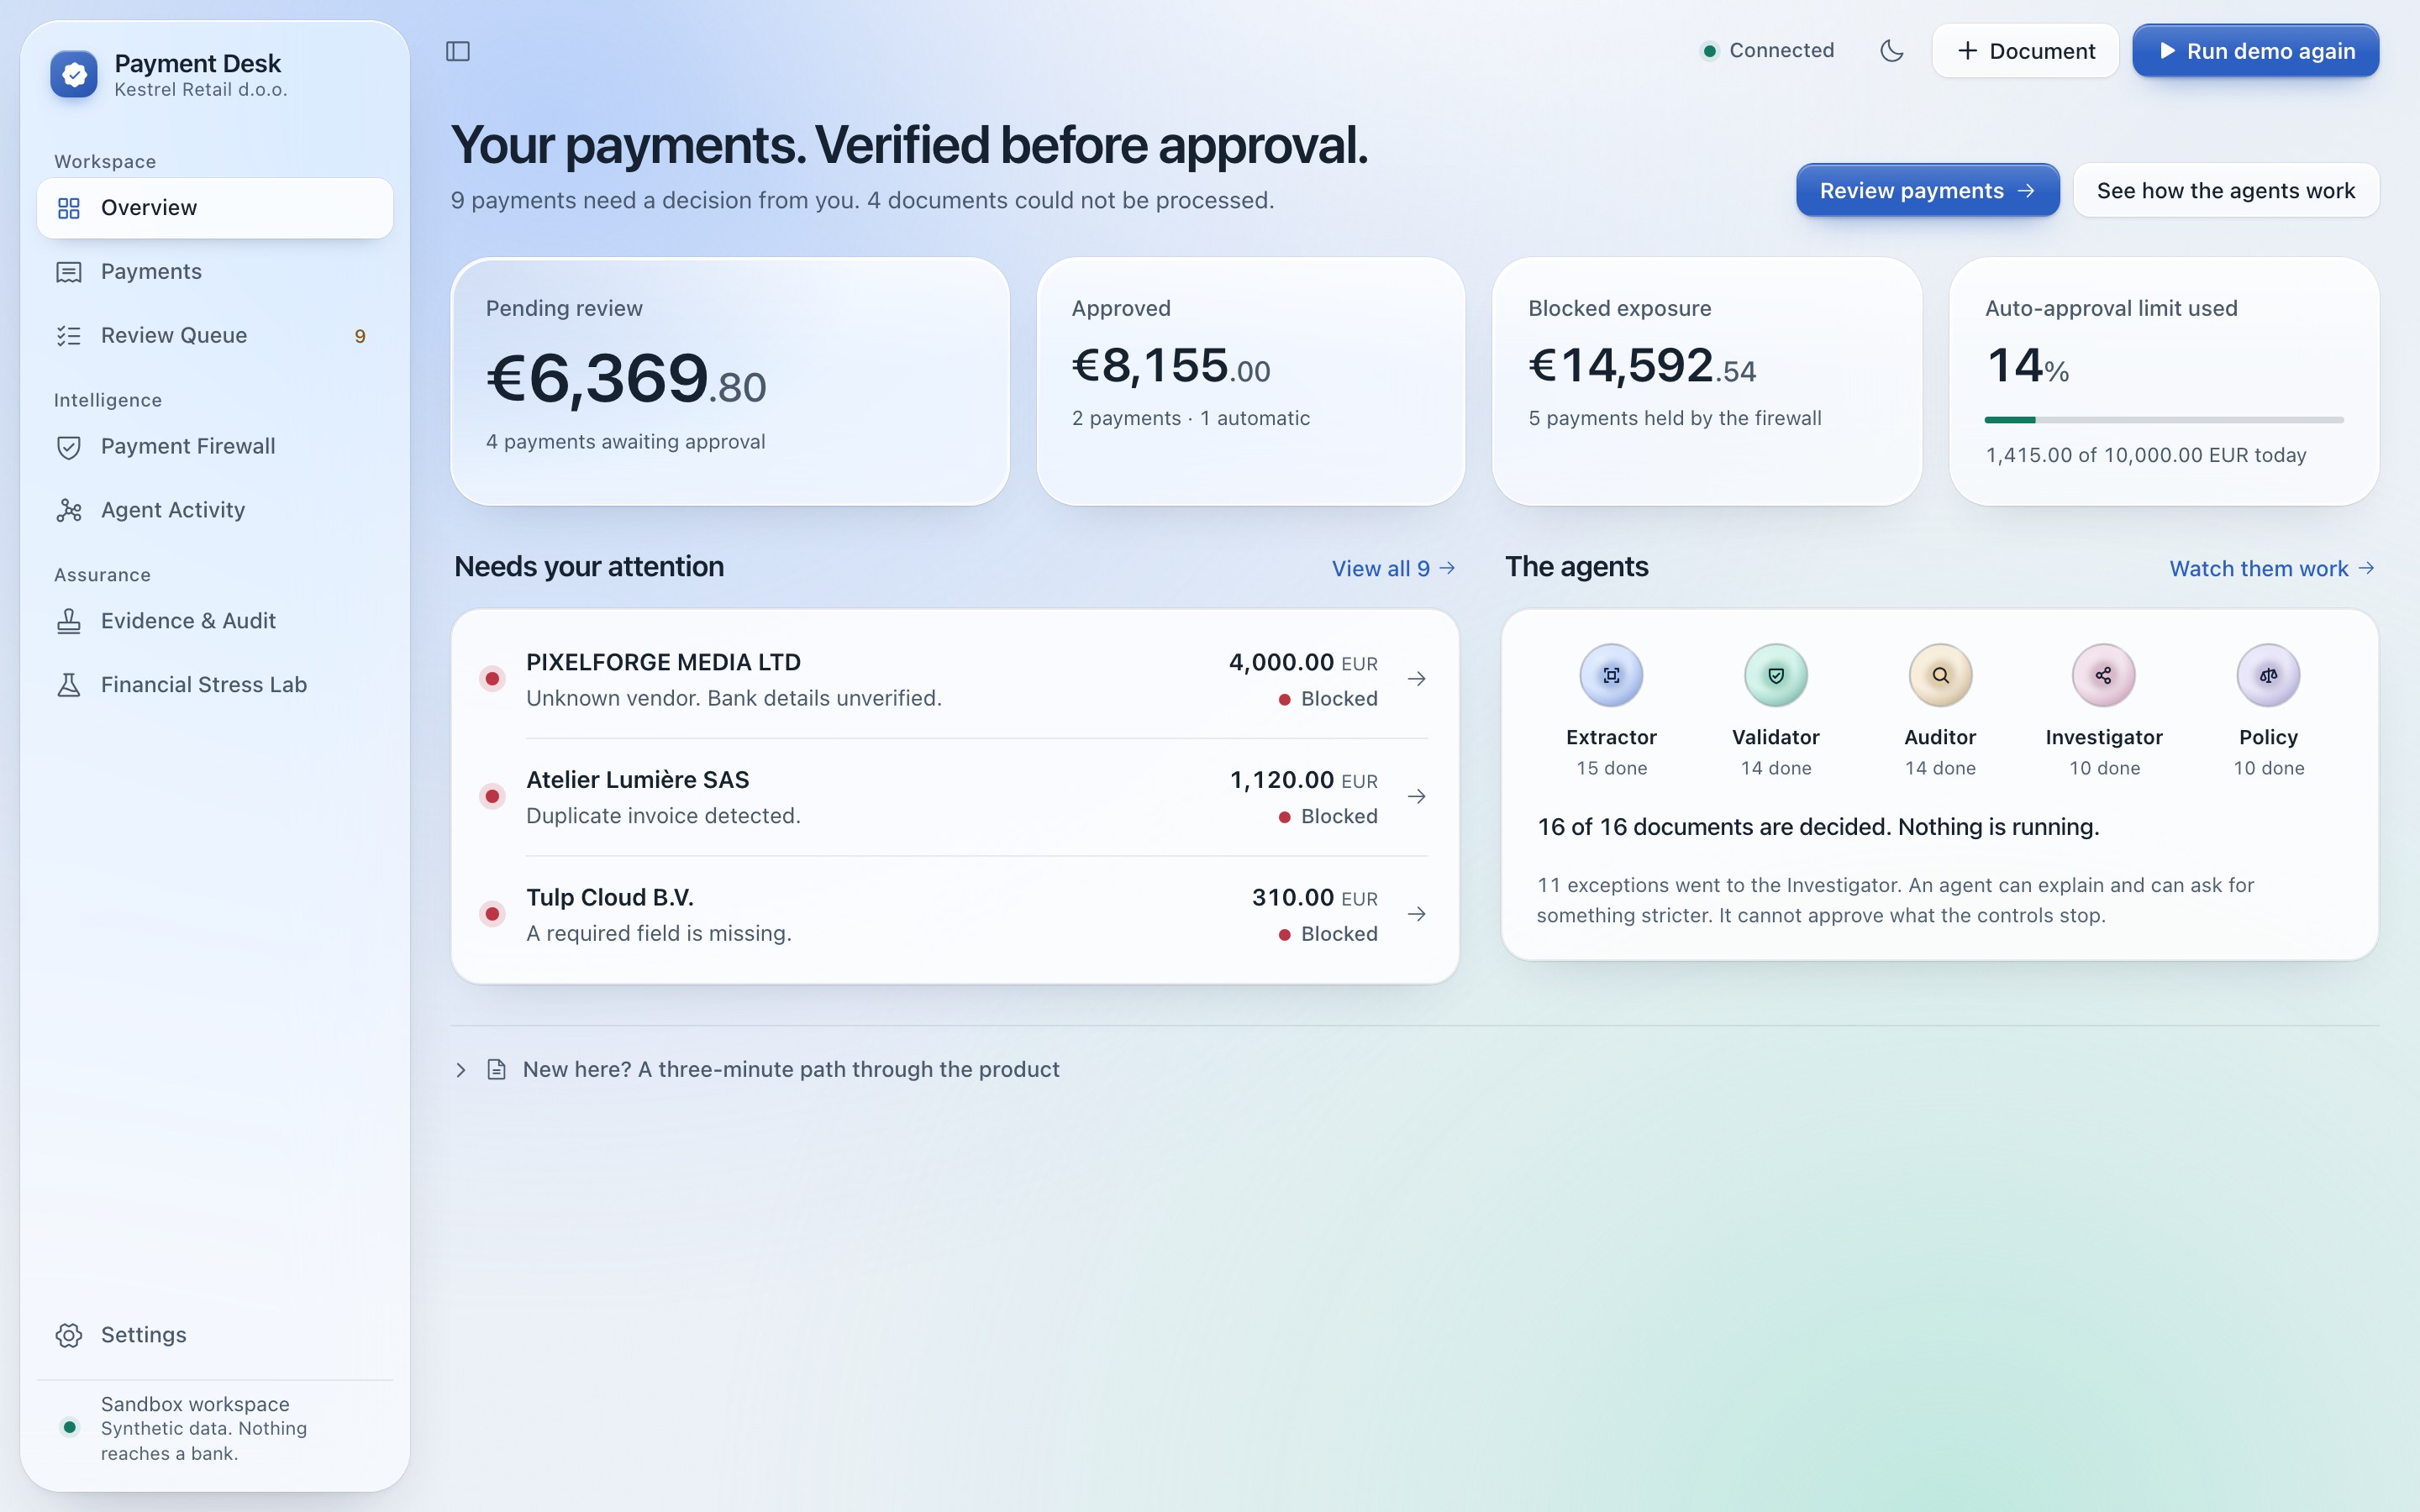 Payment Desk
Kestrel Retail d.o.o.
Workspace
Overview
Payments
Review Queue 9
Intelligence
Payment Firewall
Agent Activity
Assurance
Evidence & Audit
Financial Stress Lab
Settings
Sandbox workspace
Synthetic data. Nothing
reaches a bank.
Connected
Document
Run demo again
Your payments. Verified before approval.
9 payments need a decision from you. 4 documents could not be processed.
Review payments →
See how the agents work
Pending review
€6,369.80
4 payments awaiting approval
Approved
€8,155.00
2 payments · 1 automatic
Blocked exposure
€14,592.54
5 payments held by the firewall
Auto-approval limit used
14%
1,415.00 of 10,000.00 EUR today
Needs your attention
View all 9 →
PIXELFORGE MEDIA LTD
4,000.00 EUR
Unknown vendor. Bank details unverified.
Blocked
Atelier Lumière SAS
1,120.00 EUR
Duplicate invoice detected.
Blocked
Tulp Cloud B.V.
310.00 EUR
A required field is missing.
Blocked
The agents
Watch them work →
Extractor
15 done
Validator
14 done
Auditor
14 done
Investigator
10 done
Policy
10 done
16 of 16 documents are decided. Nothing is running.
11 exceptions went to the Investigator. An agent can explain and can ask for
something stricter. It cannot approve what the controls stop.
New here? A three-minute path through the product